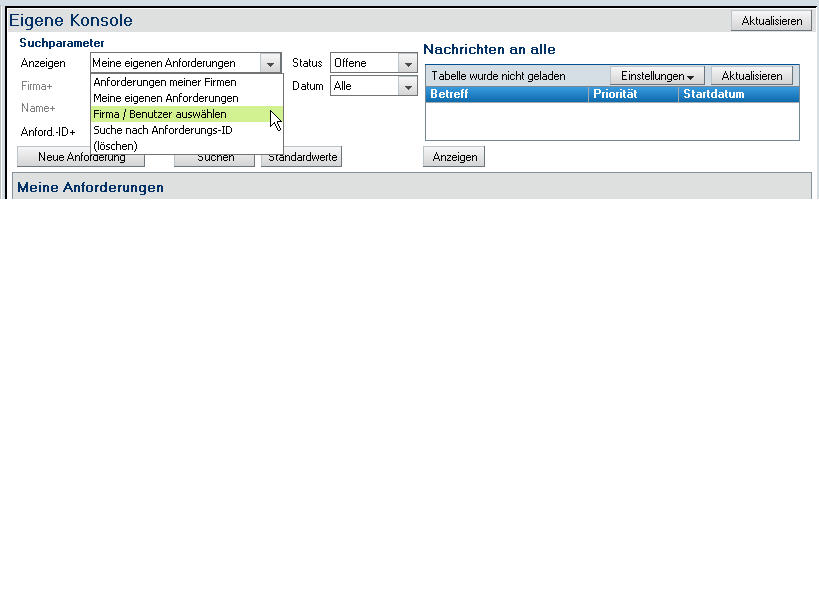 Eigene Konsole
Aktualisieren
Suchparameter
Anzeigen
Meine eigenen Anforderungen
Status
Offene
Firma+
Datum
Alle
Name+
Anford.-ID+
Anforderungen meiner Firmen
Meine eigenen Anforderungen
Firma / Benutzer auswählen
Suche nach Anforderungs-ID
(löschen)
Neue Anforderung
Suchen
Standardwerte
Nachrichten an alle
Tabelle wurde nicht geladen
Einstellungen
Aktualisieren
Betreff Priorität Startdatum
Anzeigen
Meine Anforderungen